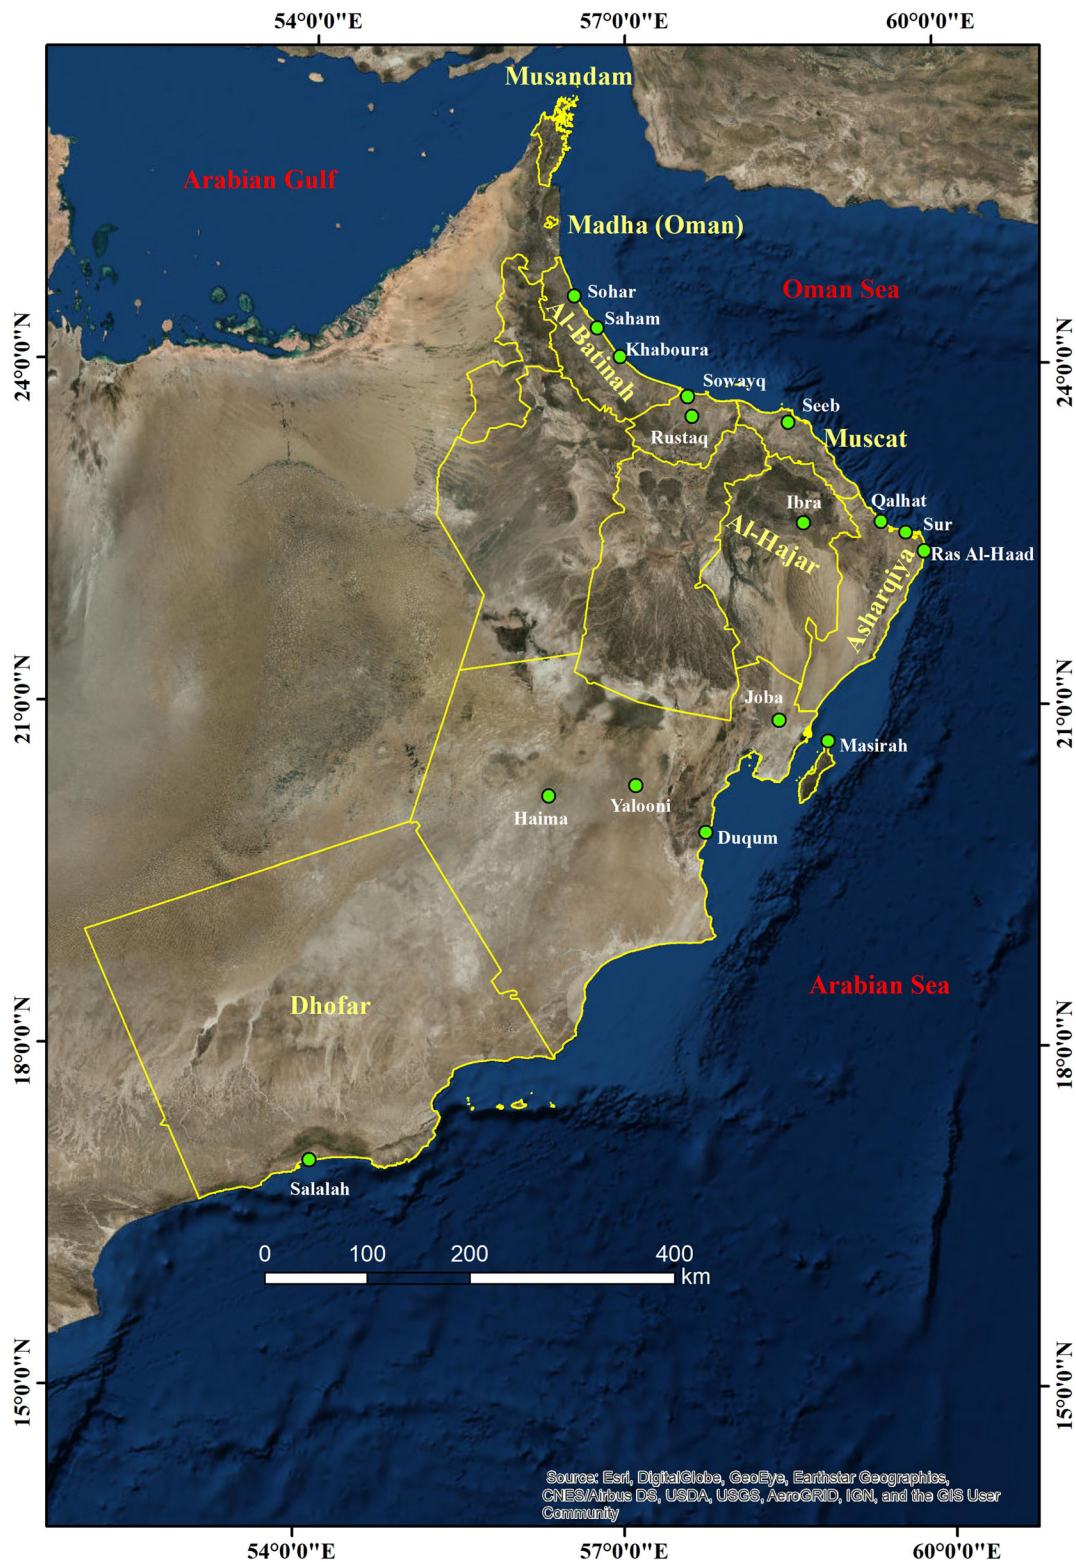 54°0'0"E 57°0'0"E 60°0'0"E
Musandam
Arabian Gulf
Madha (Oman)
Oman Sea
Sohar
Saham
Al-Batinah
Khaboura
24°0'0"N
24°0'0"N
Sowayq
Seeb
Rustaq
Muscat
Ibra
Qalhat
Sur
Al-Hajar
Ras Al-Haad
Asharqiya
21°0'0"N
21°0'0"N
Joba
Masirah
Haima
Yalooni
Duqum
Arabian Sea
Dhofar
18°0'0"N
18°0'0"N
Salalah
0 100 200 400
km
15°0'0"N
15°0'0"N
Source: Esri, DigitalGlobe, GeoEye, Earthstar Geographics,
CNES/Airbus DS, USDA, USGS, AeroGRID, IGN, and the GIS User
Community
54°0'0"E 57°0'0"E 60°0'0"E